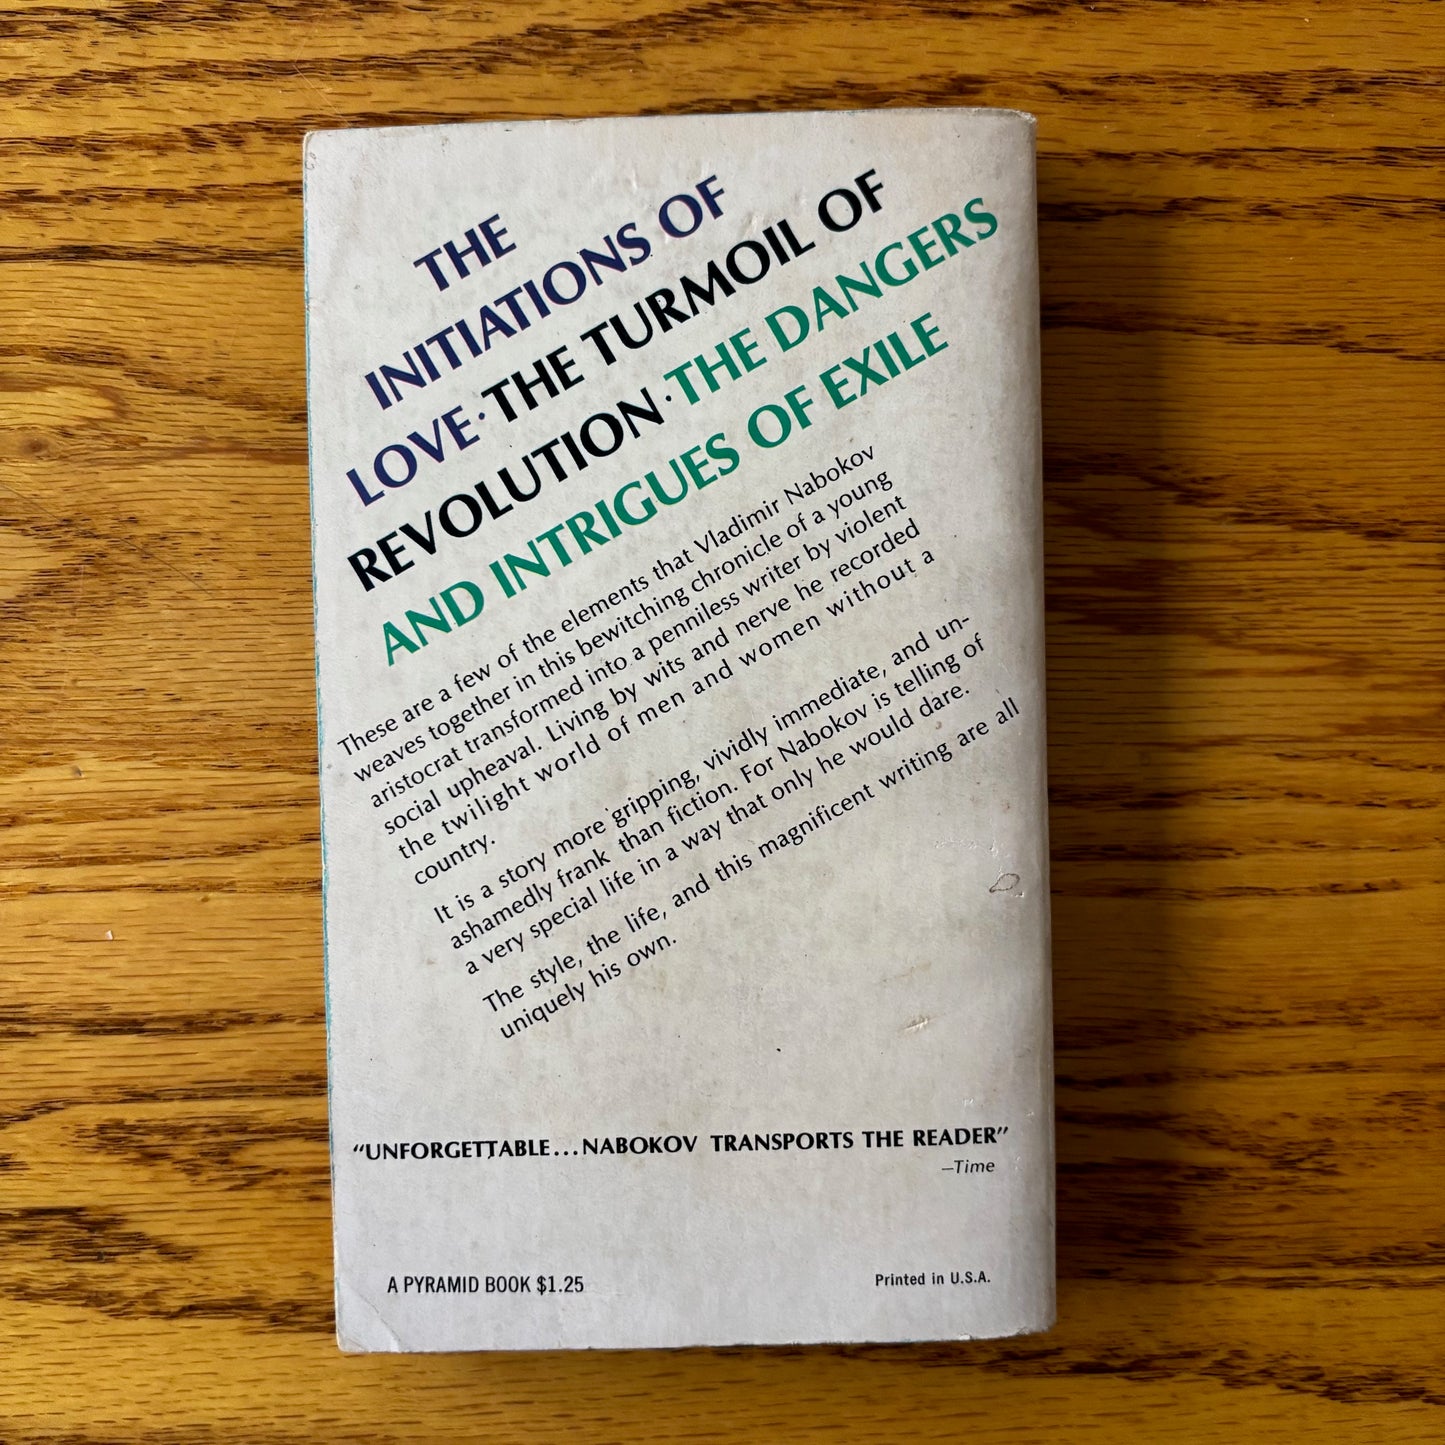 THE
INITIATIONS OF
LOVE·THE TURMOIL OF
REVOLUTION·THE DANGERS
AND INTRIGUES OF EXILE
These are a few of the elements that Vladimir Nabokov
weaves together in this bewitching chronicle of a young
aristocrat transformed into a penniless writer by violent
social upheaval. Living by wits and nerve he recorded
the twilight world of men and women without a
country.
It is a story more gripping, vividly immediate, and un-
ashamedly frank than fiction. For Nabokov is telling of
a very special life in a way that only he would dare.
The style, the life, and this magnificent writing are all
uniquely his own.
"UNFORGETTABLE...NABOKOV TRANSPORTS THE READER"
—Time
A PYRAMID BOOK $1.25
Printed in U.S.A.